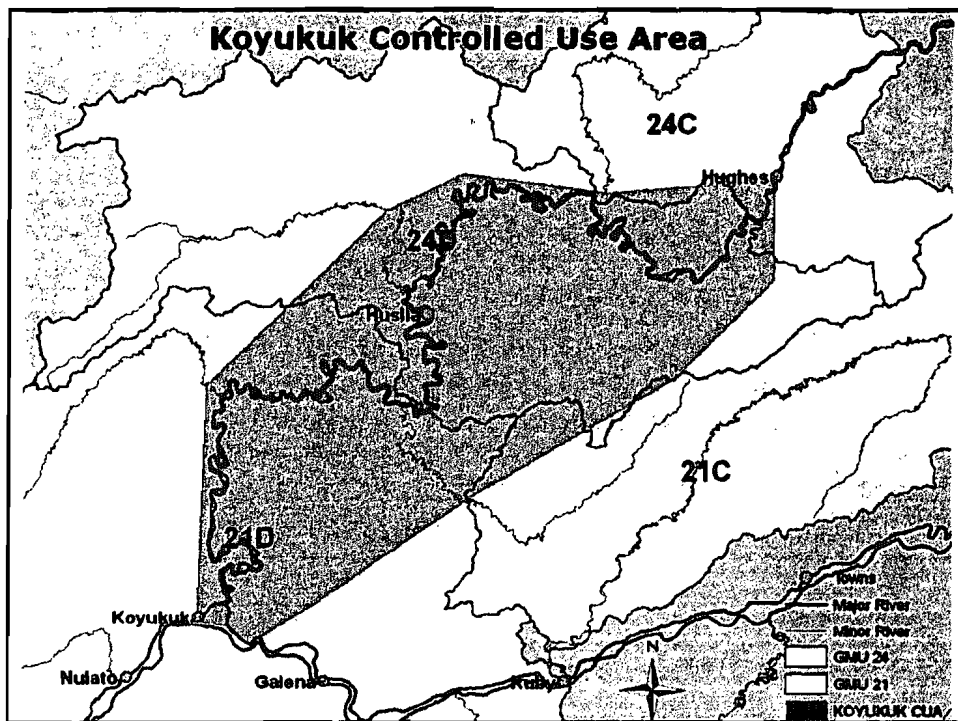 Koyukuk Controlled Use Area
24C
Hughes
24D
Huslia
21C
21D
Koyukuk
Nulato
Galena
Ruby
N
Towns
Major River
Minor River
GMU 24
GMU 21
KOYUKUK CUA